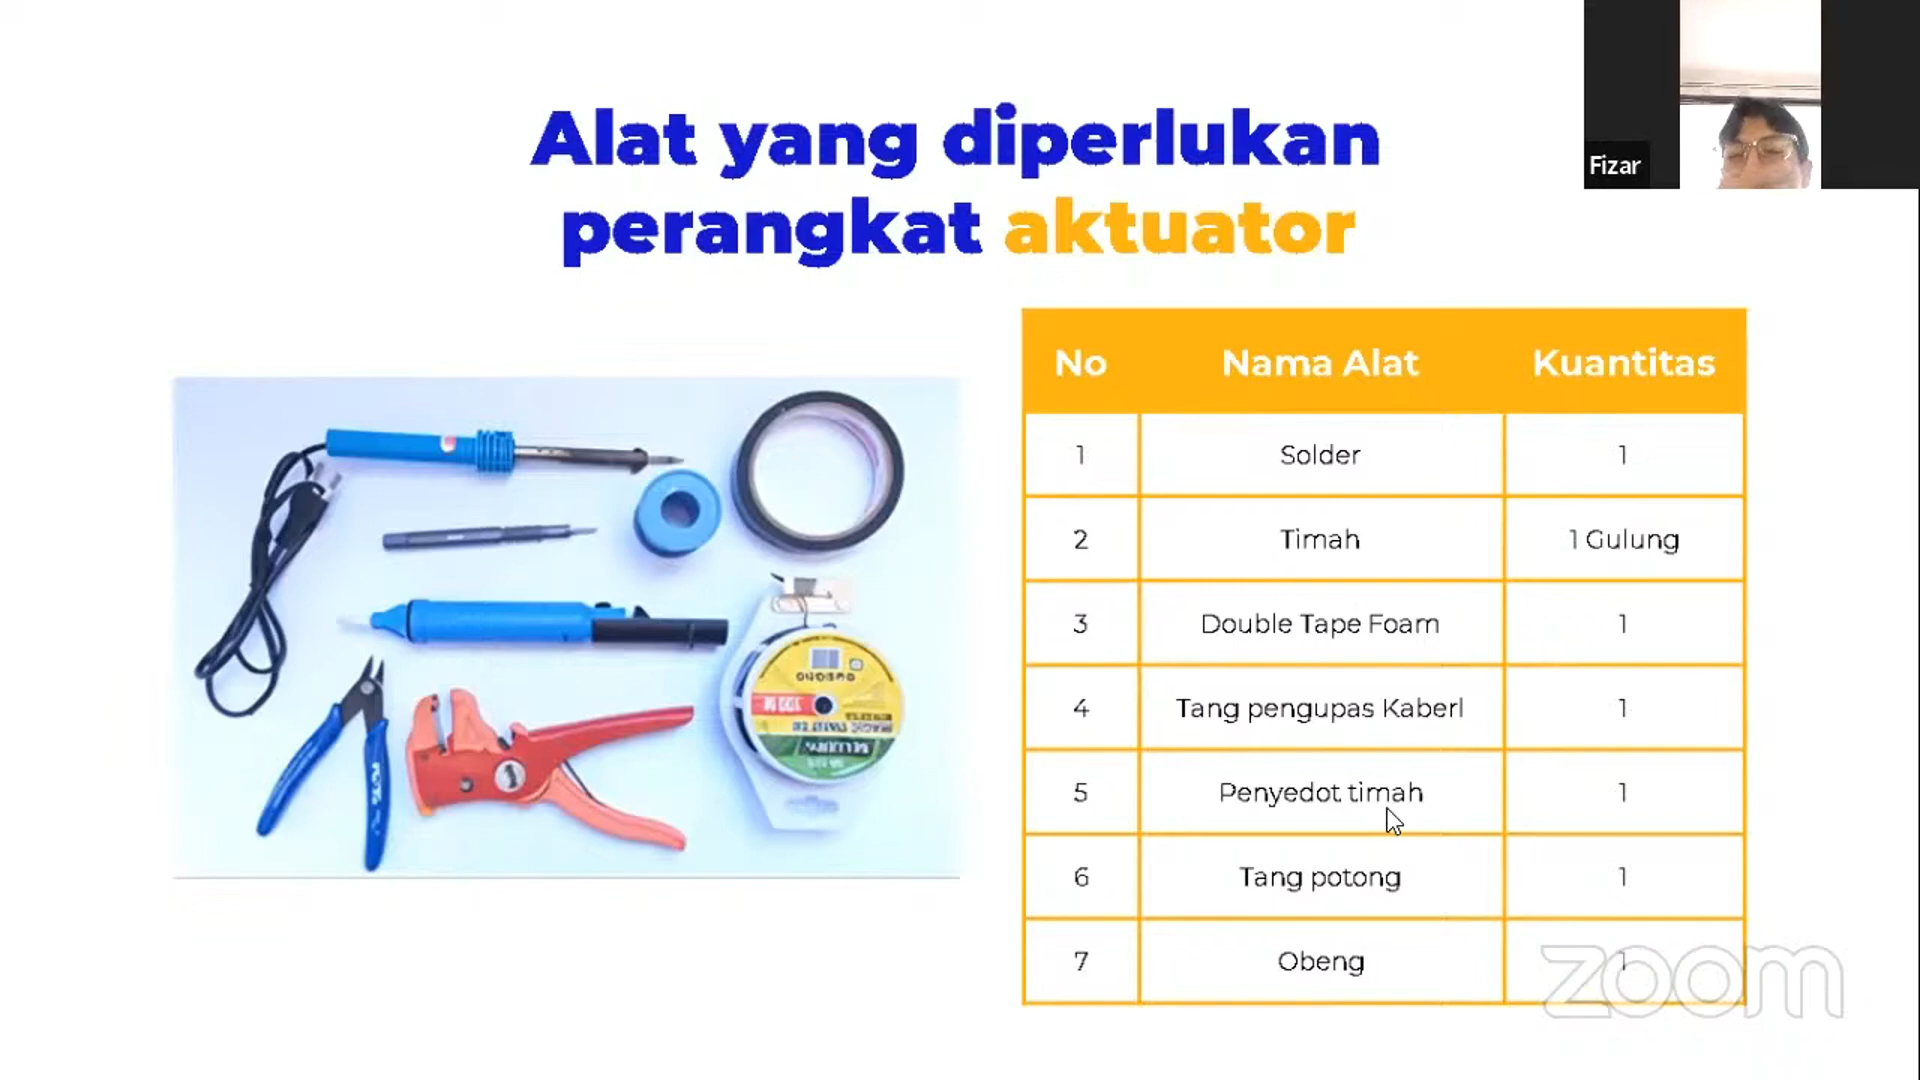 Alat yang diperlukan
perangkat aktuator
Fizar
No Nama Alat Kuantitas
1 Solder 1
2 Timah 1 Gulung
3 Double Tape Foam 1
4 Tang pengupas Kaberl 1
5 Penyedot timah 1
6 Tang potong 1
7 Obeng 1
100 M
zoom